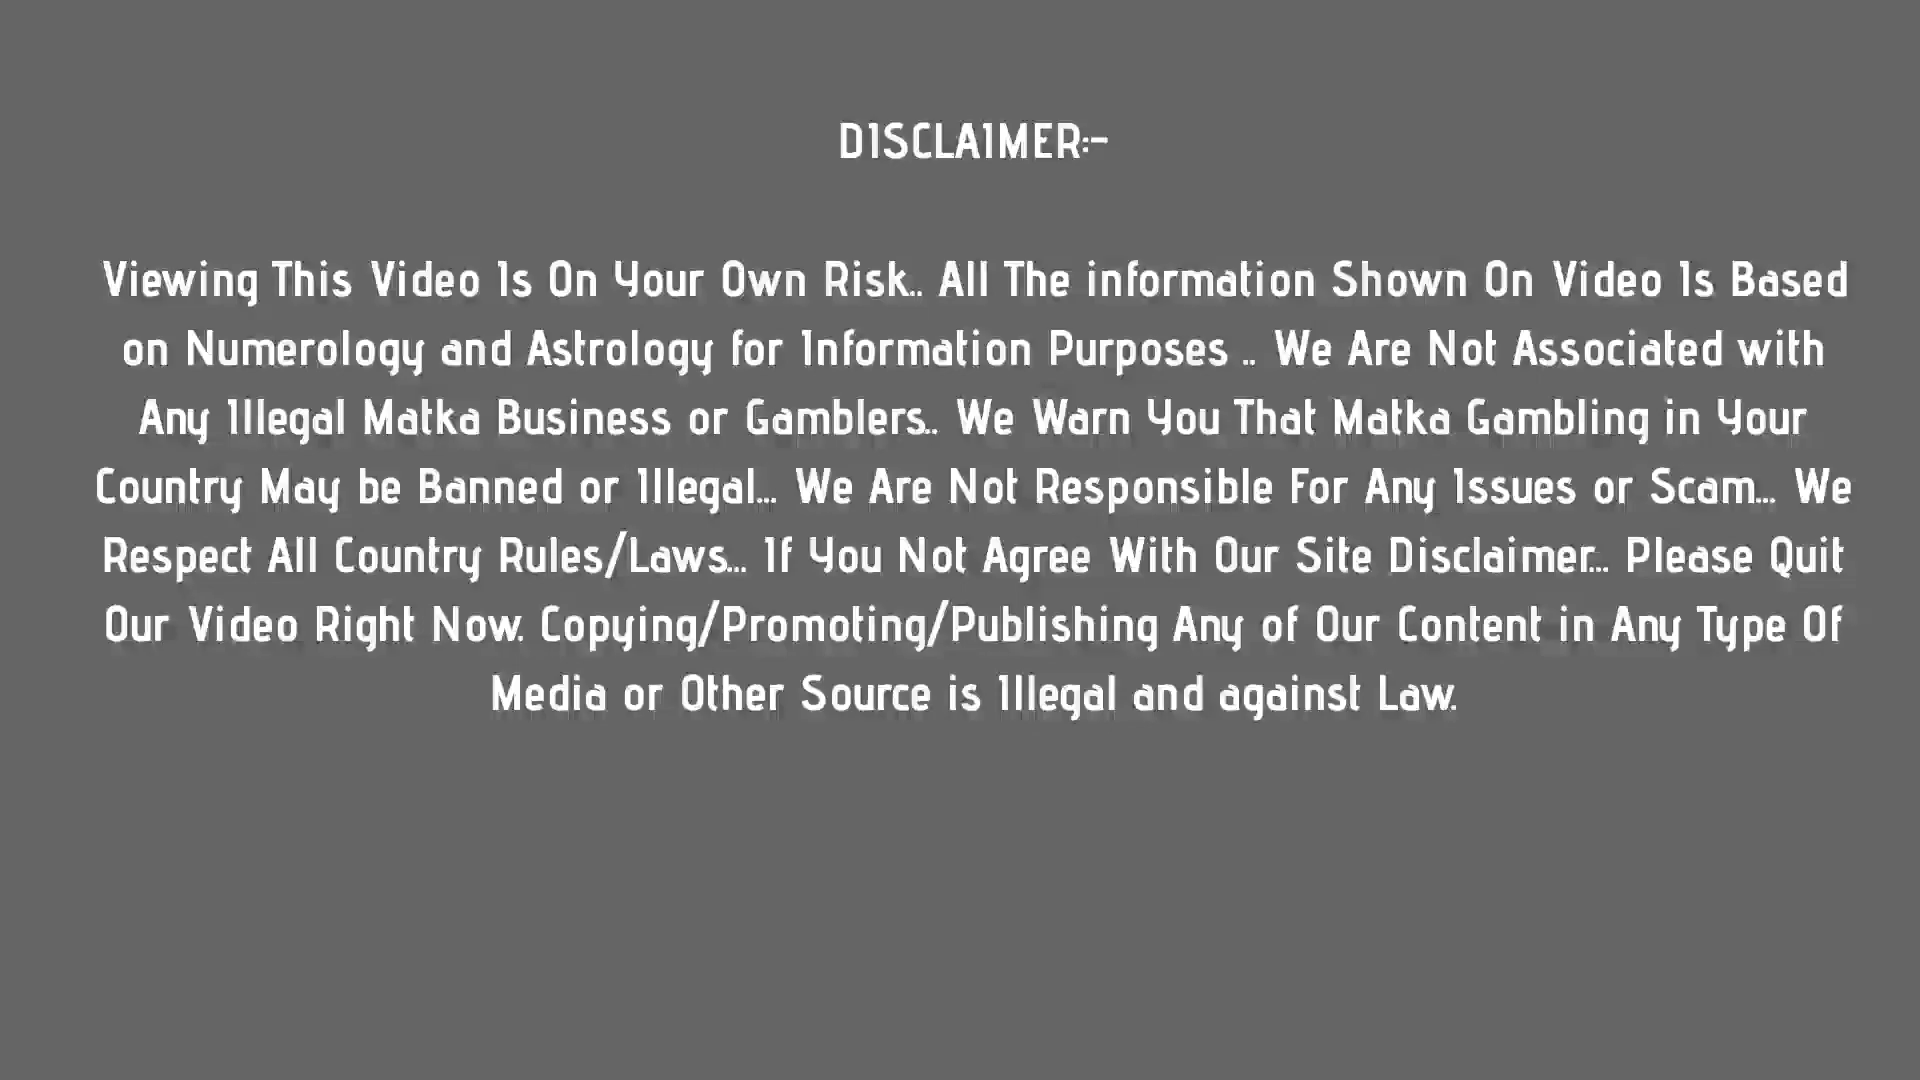 DISCLAIMER:-
Viewing This Video Is On Your Own Risk.. All The information Shown On Video Is Based
on Numerology and Astrology for Information Purposes .. We Are Not Associated with
Any Illegal Matka Business or Gamblers.. We Warn You That Matka Gambling in Your
Country May be Banned or Illegal... We Are Not Responsible For Any Issues or Scam... We
Respect All Country Rules/Laws... If You Not Agree With Our Site Disclaimer... Please Quit
Our Video Right Now. Copying/Promoting/Publishing Any of Our Content in Any Type Of
Media or Other Source is Illegal and against Law.